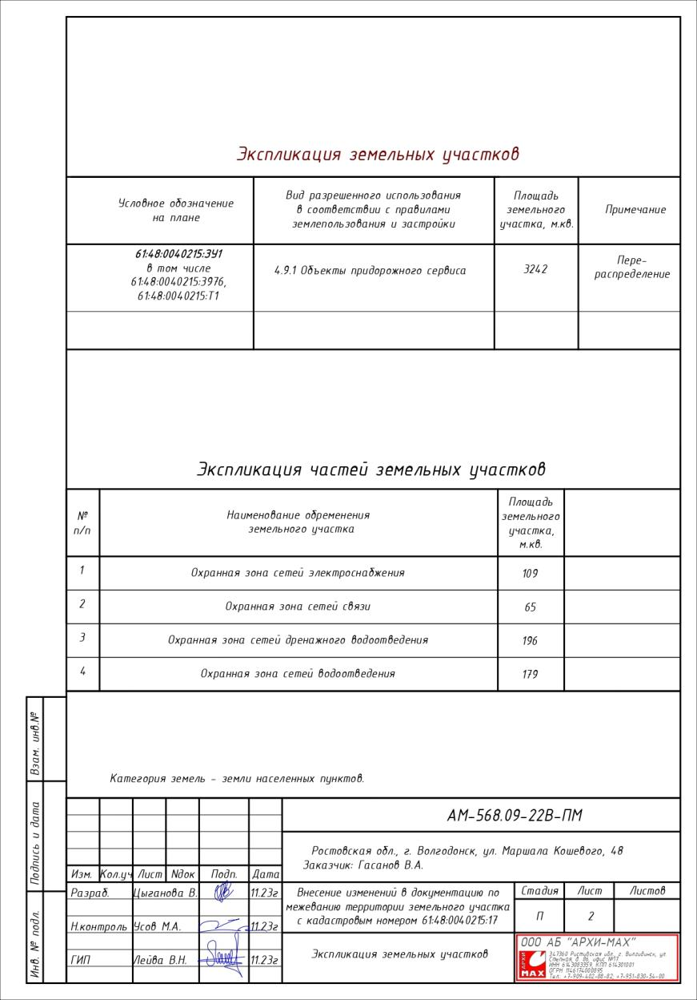 Экспликация земельных участков
Условное обозначение
на плане
Вид разрешенного использования
в соответствии с правилами
землепользования и застройки
Площадь
земельного
участка, м.кв.
Примечание
61:48:0040215:ЗУ1
в том числе
61:48:0040215:3976,
61:48:0040215:Т1
4.9.1 Объекты придорожного сервиса
3242
Пере-
распределение
Экспликация частей земельных участков
№
п/п
Наименование обременения
земельного участка
Площадь
земельного
участка,
м.кв.
1
Охранная зона сетей электроснабжения
109
2
Охранная зона сетей связи
65
3
Охранная зона сетей дренажного водоотведения
196
4
Охранная зона сетей водоотведения
179
Взам. инв.№
Подпись и дата
Инв. № подл.
Категория земель - земли населенных пунктов.
АМ-568.09-22В-ПМ
Ростовская обл., г. Волгодонск, ул. Маршала Кошевого, 48
Заказчик: Гасанов В.А.
Изм. Кол.уч Лист Nдок Подп. Дата
Разраб. Цыганова В. 11.23г
Н.контроль Усов М.А. 11.23г
ГИП Лейва В.Н. 11.23г
Внесение изменений в документацию по
межеванию территории земельного участка
с кадастровым номером 61:48:0040215:17
Стадия Лист Листов
П 2
Экспликация земельных участков
ООО АБ "АРХИ-МАХ"
АРХИ
МАХ
347360 Ростовская обл., г. Волгодонск, ул.
Степная, д. 86, офис №17
ИНН 6143083359, КПП 614301001
ОГРН 1146174000895
Тел.: +7-909-402-88-82; +7-951-830-54-00